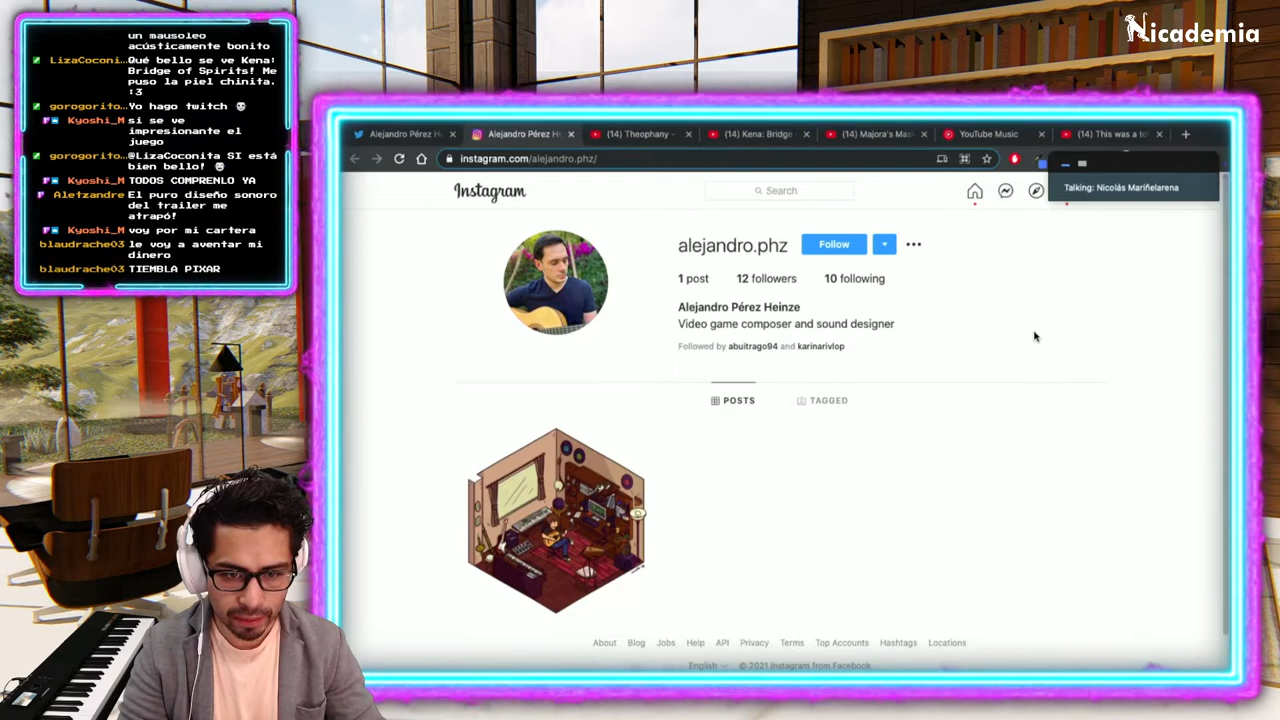 un mausoleo
acústicamente bonito
LizaCoconi… Qué bello se ve Kena:
Bridge of Spirits! Me
puso la piel chinita.
:3
gorogorito… Yo hago twitch
Kyoshi_M si se ve
impresionante el
juego
gorogorito… @LizaCoconita SI está
bien bello!
Kyoshi_M TODOS COMPRENLO YA
Aletzandre El puro diseño sonoro
del trailer me
atrapó!
Kyoshi_M voy por mi cartera
blaudrache03 le voy a aventar mi
dinero
blaudrache03 TIEMBLA PIXAR
Nicademia
Alejandro Pérez H
Alejandro Pérez He
(14) Theophany -
(14) Kena: Bridge
(14) Majora's Mas
YouTube Music
(14) This was a to
instagram.com/alejandro.phz/
Talking: Nicolás Mariñelarena
Instagram
Search
alejandro.phz
Follow
1 post
12 followers
10 following
Alejandro Pérez Heinze
Video game composer and sound designer
Followed by abuitrago94 and karinarivlop
POSTS
TAGGED
About Blog Jobs Help API Privacy Terms Top Accounts Hashtags Locations
English © 2021 Instagram from Facebook